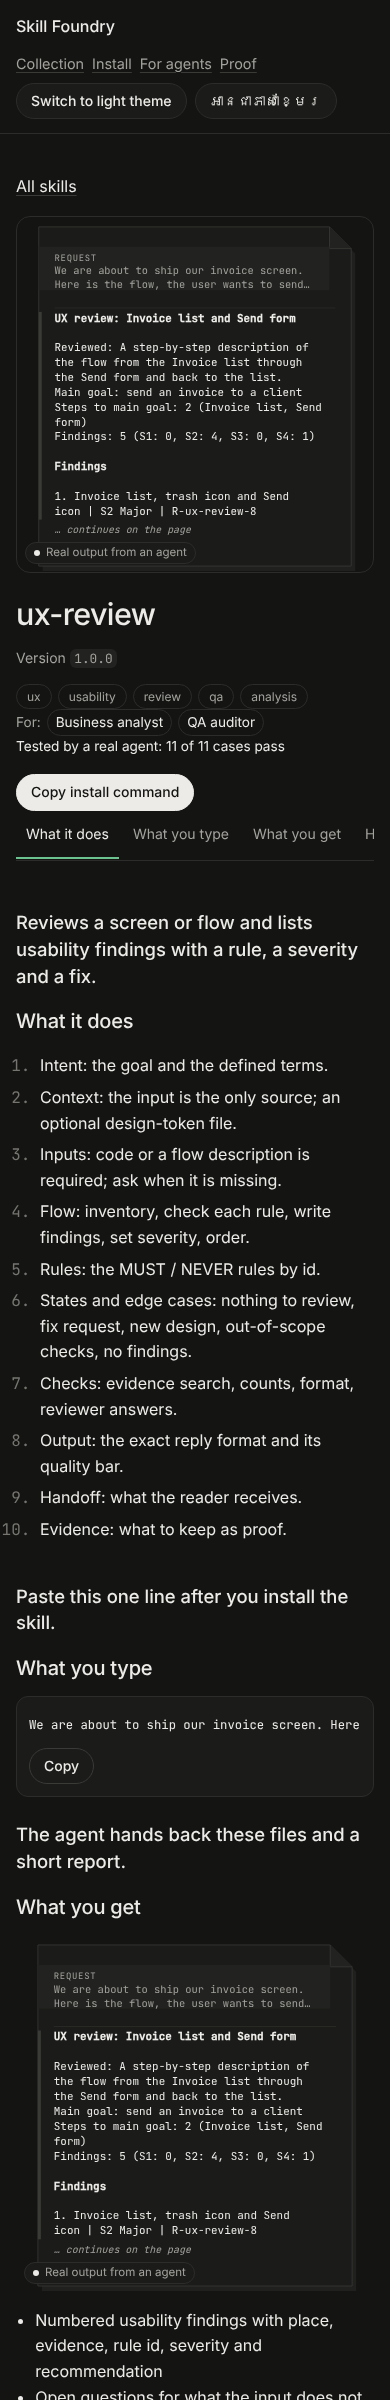 Skill Foundry
Collection Install For agents Proof
Switch to light theme
អានជាភាសាខ្មែរ
All skills
REQUEST
We are about to ship our invoice screen.
Here is the flow, the user wants to send…
UX review: Invoice list and Send form
Reviewed: A step-by-step description of
the flow from the Invoice list through
the Send form and back to the list.
Main goal: send an invoice to a client
Steps to main goal: 2 (Invoice list, Send
form)
Findings: 5 (S1: 0, S2: 4, S3: 0, S4: 1)
Findings
1. Invoice list, trash icon and Send
icon | S2 Major | R-ux-review-8
… continues on the page
Real output from an agent
ux-review
Version 1.0.0
ux usability review qa analysis
For: Business analyst QA auditor
Tested by a real agent: 11 of 11 cases pass
Copy install command
What it does What you type What you get H
Reviews a screen or flow and lists
usability findings with a rule, a severity
and a fix.
What it does
1. Intent: the goal and the defined terms.
2. Context: the input is the only source; an
optional design-token file.
3. Inputs: code or a flow description is
required; ask when it is missing.
4. Flow: inventory, check each rule, write
findings, set severity, order.
5. Rules: the MUST / NEVER rules by id.
6. States and edge cases: nothing to review,
fix request, new design, out-of-scope
checks, no findings.
7. Checks: evidence search, counts, format,
reviewer answers.
8. Output: the exact reply format and its
quality bar.
9. Handoff: what the reader receives.
10. Evidence: what to keep as proof.
Paste this one line after you install the
skill.
What you type
We are about to ship our invoice screen. Here
Copy
The agent hands back these files and a
short report.
What you get
REQUEST
We are about to ship our invoice screen.
Here is the flow, the user wants to send…
UX review: Invoice list and Send form
Reviewed: A step-by-step description of
the flow from the Invoice list through
the Send form and back to the list.
Main goal: send an invoice to a client
Steps to main goal: 2 (Invoice list, Send
form)
Findings: 5 (S1: 0, S2: 4, S3: 0, S4: 1)
Findings
1. Invoice list, trash icon and Send
icon | S2 Major | R-ux-review-8
… continues on the page
Real output from an agent
• Numbered usability findings with place,
evidence, rule id, severity and
recommendation
• Open questions for what the input does not